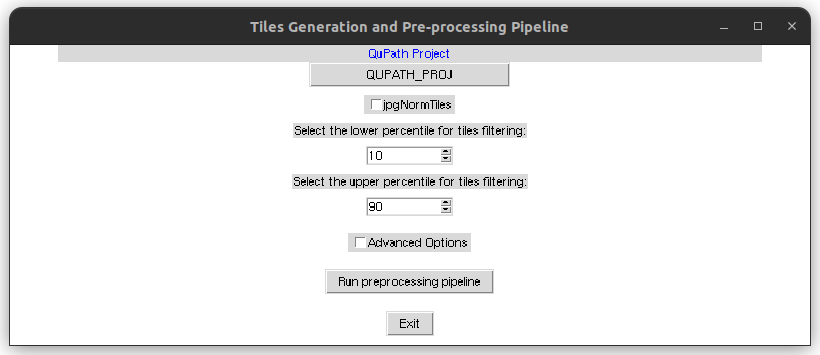 Tiles Generation and Pre-processing Pipeline
QuPath Project
QUPATH_PROJ
jpgNormTiles
Select the lower percentile for tiles filtering:
10
Select the upper percentile for tiles filtering:
90
Advanced Options
Run preprocessing pipeline
Exit